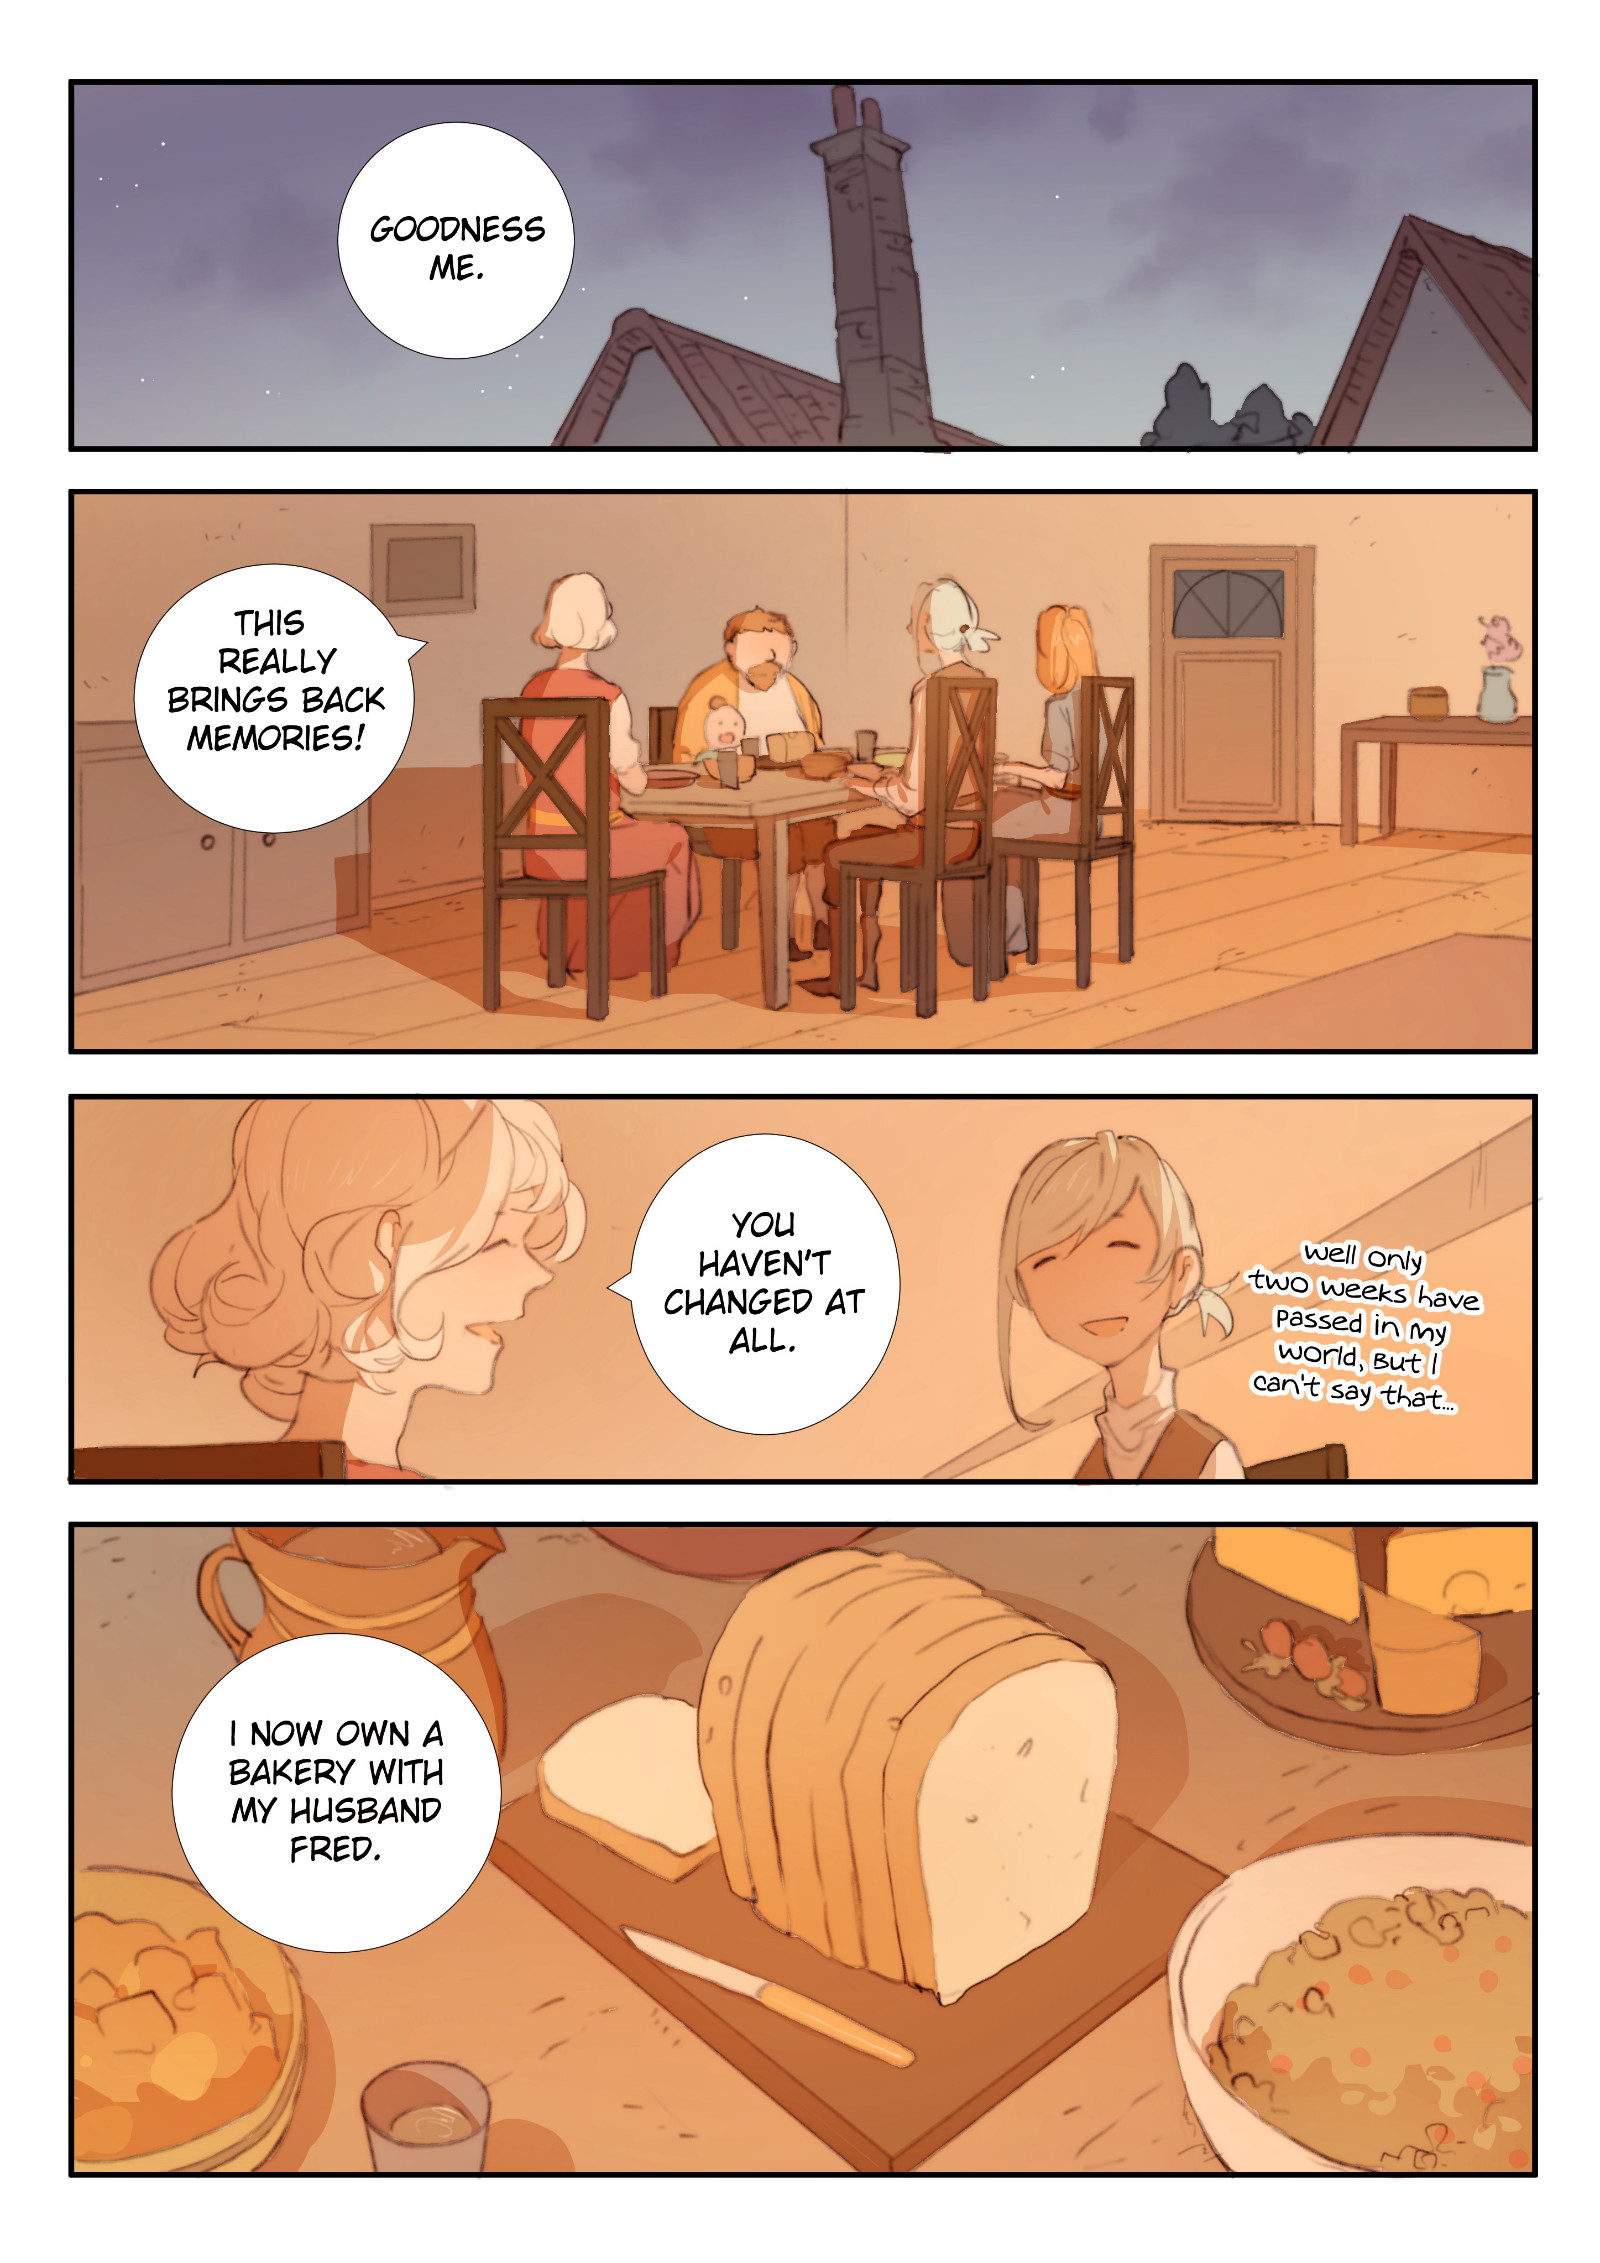 GOODNESS
ME.
THIS
REALLY
BRINGS BACK
MEMORIES!
YOU
HAVEN'T
CHANGED AT
ALL.
well only
two weeks have
passed in my
world, but I
can't say that...
I NOW OWN A
BAKERY WITH
MY HUSBAND
FRED.